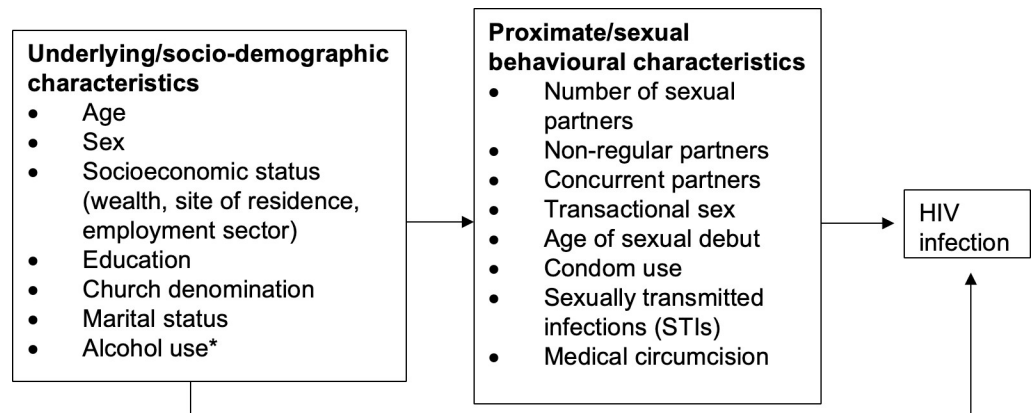 Underlying/socio-demographic
characteristics
• Age
• Sex
• Socioeconomic status
(wealth, site of residence,
employment sector)
• Education
• Church denomination
• Marital status
• Alcohol use*
Proximate/sexual
behavioural characteristics
• Number of sexual
partners
• Non-regular partners
• Concurrent partners
• Transactional sex
• Age of sexual debut
• Condom use
• Sexually transmitted
infections (STIs)
• Medical circumcision
HIV
infection